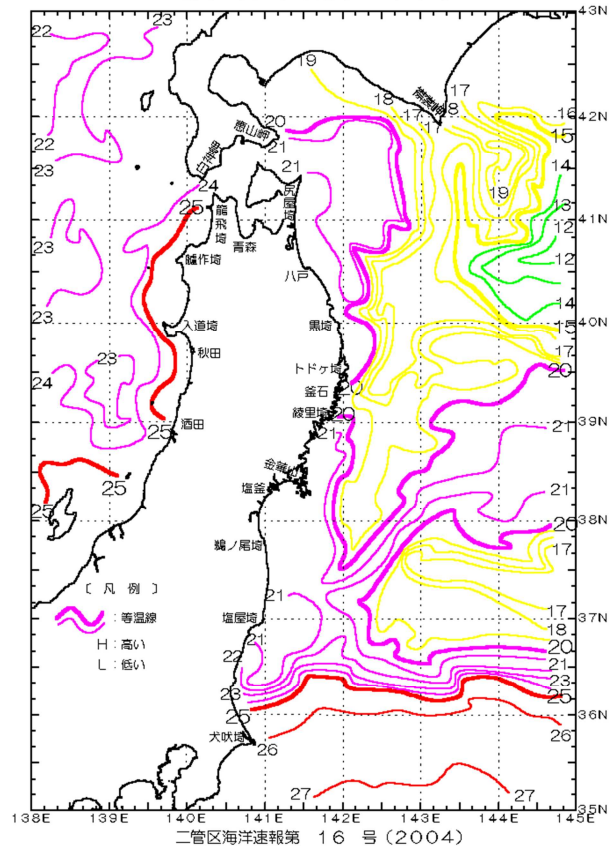 43N
22
23
19
襟裳岬
18
17
17
18
17
16
42N
20
恵山岬
21
15
22
23
白神岬
21
14
19
24
25
龍飛埼
尻屋埼
13
41N
12
23
青森
艫作埼
12
八戸
14
23
入道埼
黒埼
15
40N
秋田
17
23
トドヶ埼
24
釜石
20
20
綾里埼
20
39N
25
酒田
21
21
25
金華山
塩釜
21
25
38N
20
鵜ノ尾埼
17
〔 凡 例 〕
:等温線
21
塩屋埼
17
18
37N
H:高い
21
20
L:低い
22
21
23
23
25
25
36N
犬吠埼
26
26
27
27
35N
138E 139E 140E 141E 142E 143E 144E 145E
二管区海洋速報第 16 号(2004)